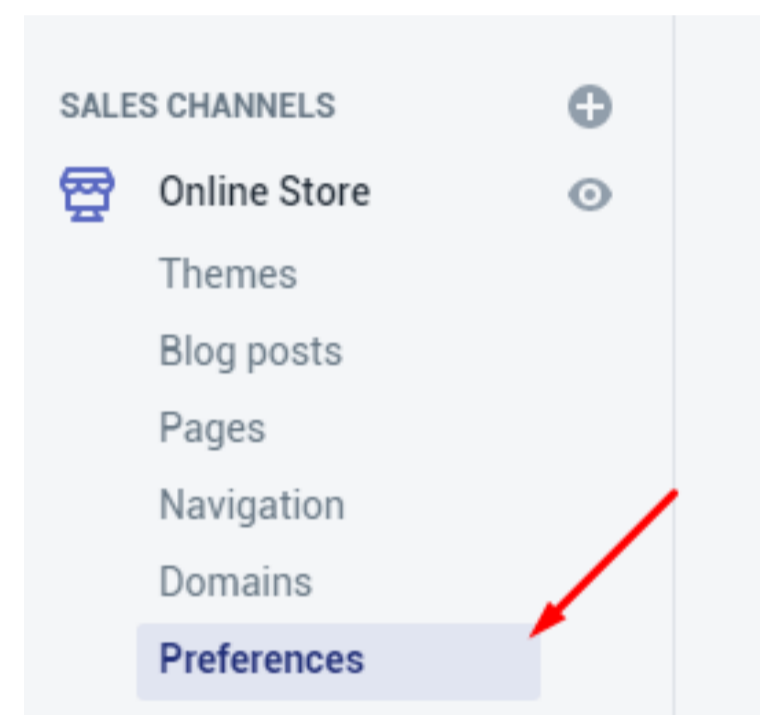 SALES CHANNELS
Online Store
Themes
Blog posts
Pages
Navigation
Domains
Preferences